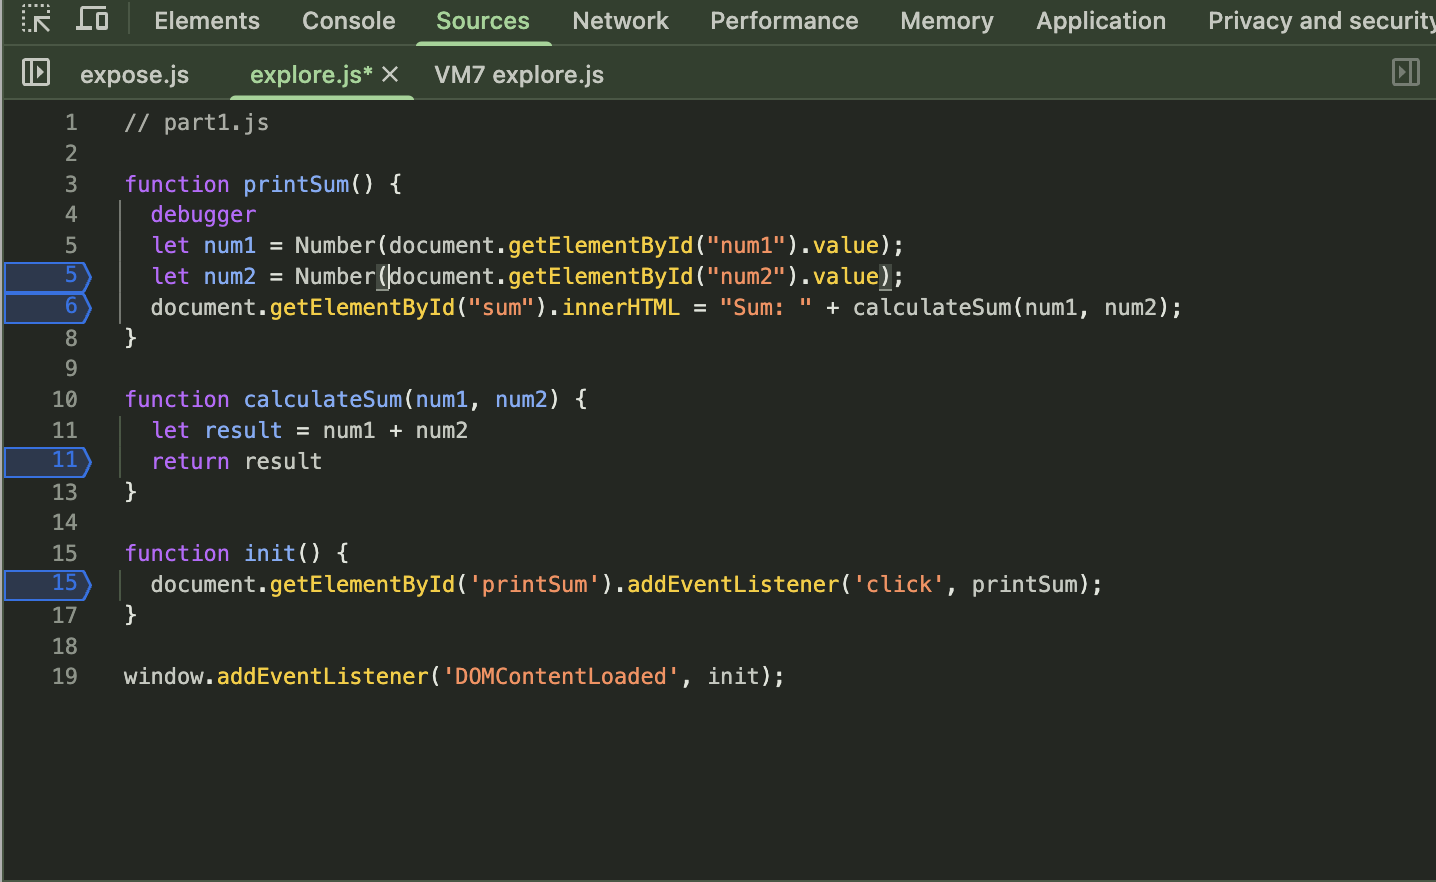 Elements Console Sources Network Performance Memory Application Privacy and security
expose.js explore.js* VM7 explore.js
1 // part1.js
2
3 function printSum() {
4 debugger
5 let num1 = Number(document.getElementById("num1").value);
5 let num2 = Number(document.getElementById("num2").value);
6 document.getElementById("sum").innerHTML = "Sum: " + calculateSum(num1, num2);
8 }
9
10 function calculateSum(num1, num2) {
11 let result = num1 + num2
11 return result
13 }
14
15 function init() {
15 document.getElementById('printSum').addEventListener('click', printSum);
17 }
18
19 window.addEventListener('DOMContentLoaded', init);